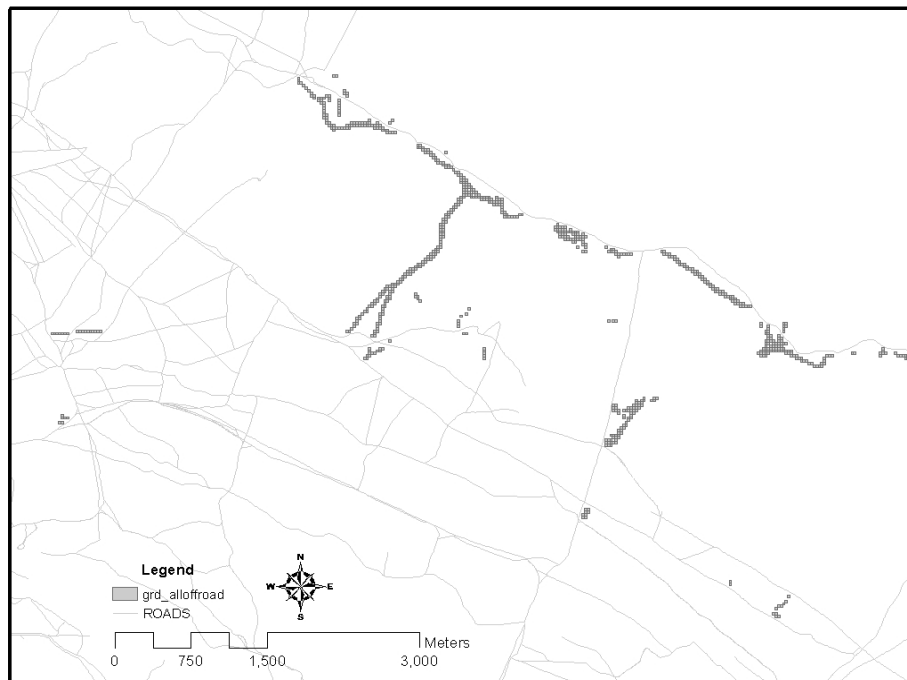 N
W E
S
Legend
grd_alloffroad
ROADS
Meters
0 750 1,500 3,000